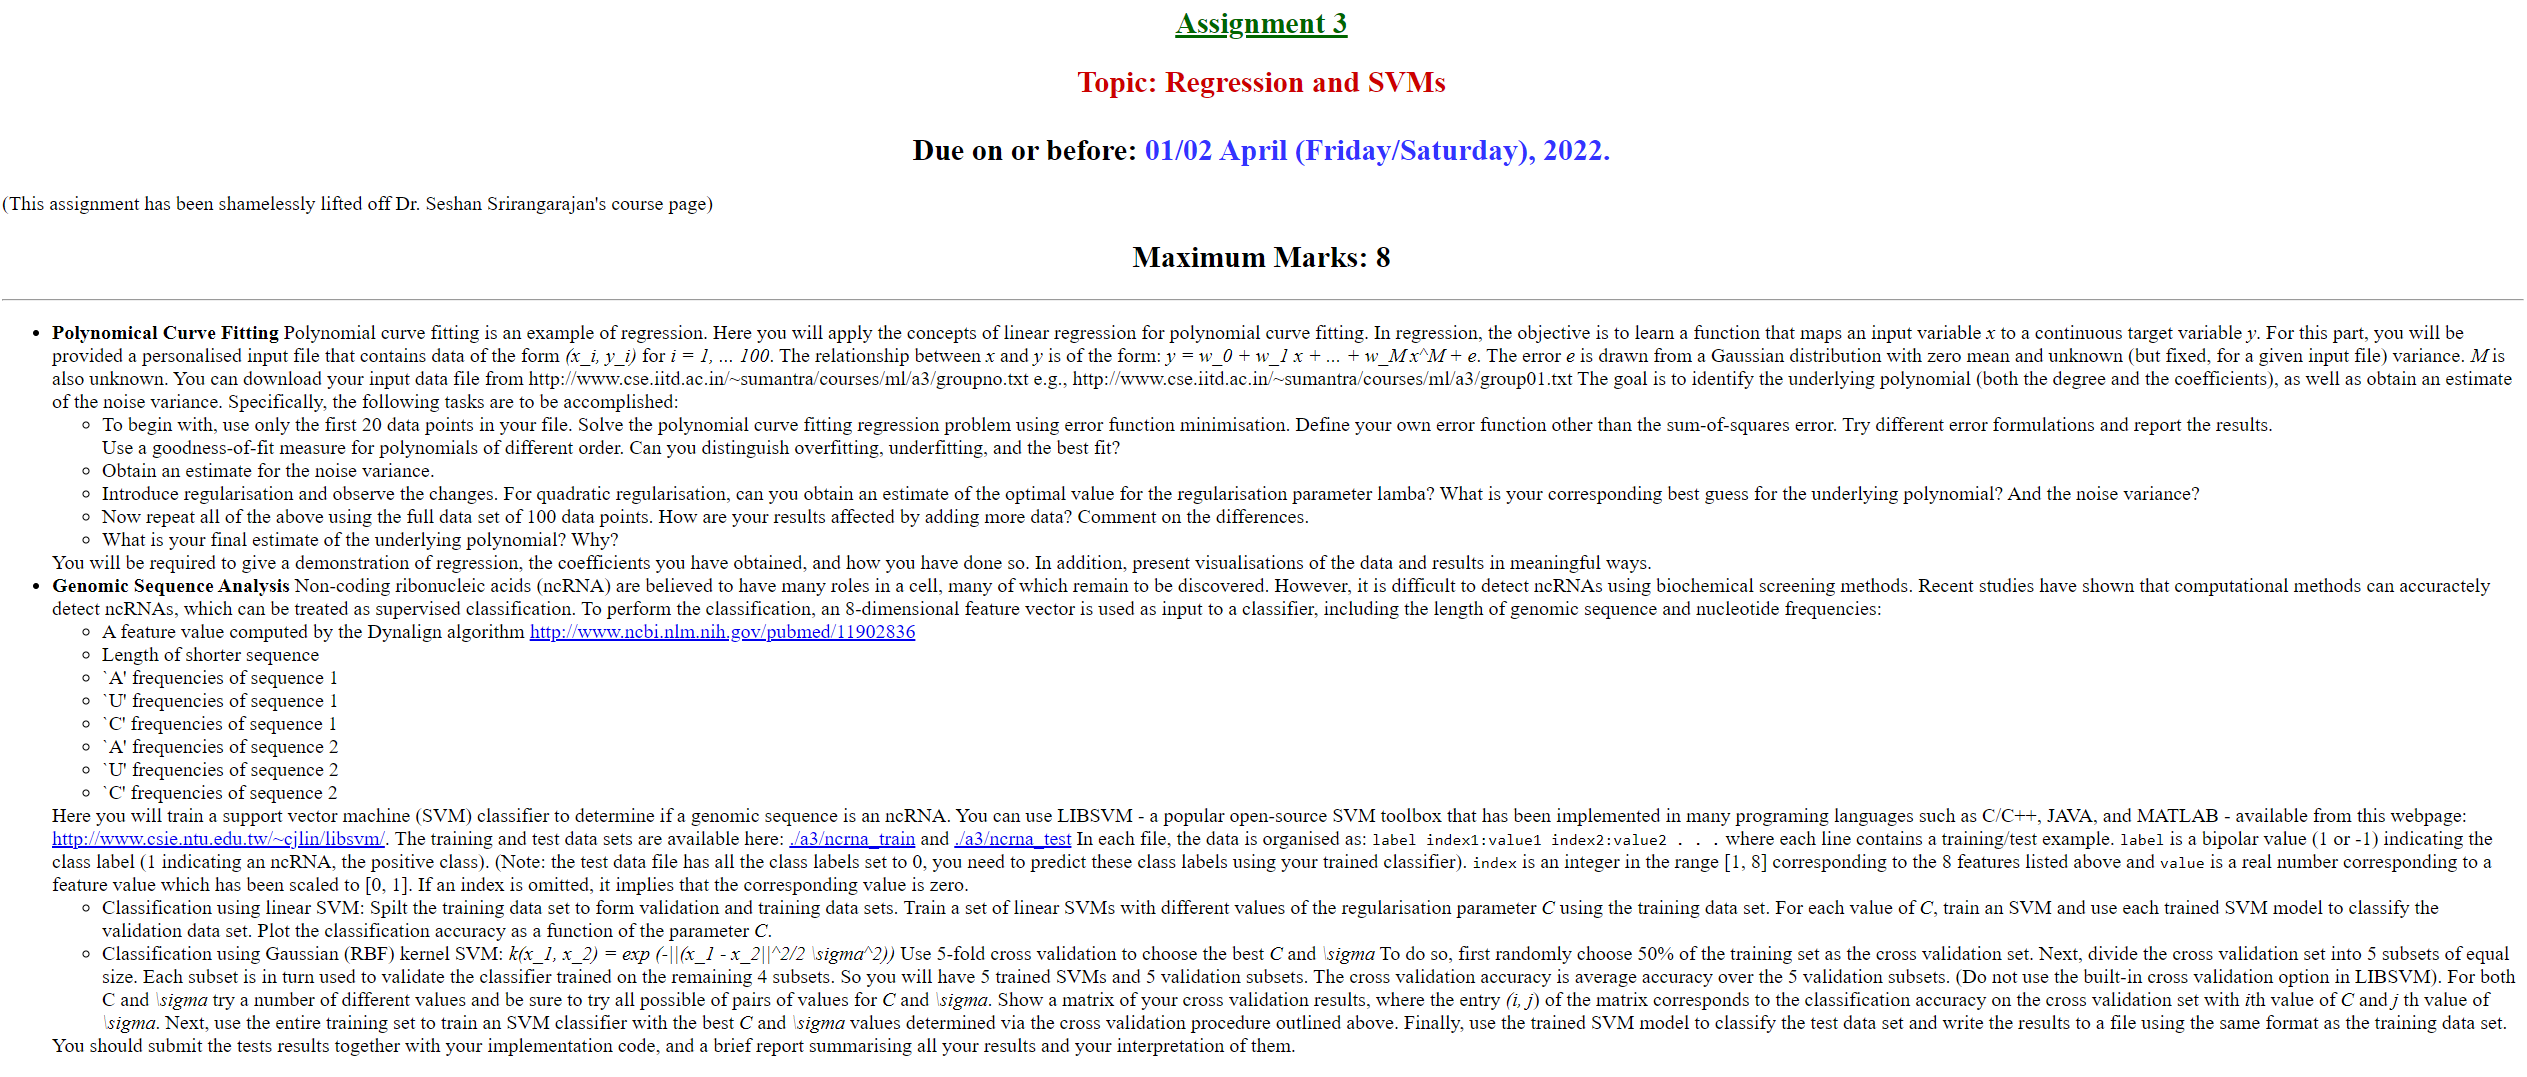 Assignment 3
Topic: Regression and SVMs
Due on or before: 01/02 April (Friday/Saturday), 2022.
(This assignment has been shamelessly lifted off Dr. Seshan Srirangarajan's course page)
Maximum Marks: 8
• Polynomical Curve Fitting Polynomial curve fitting is an example of regression. Here you will apply the concepts of linear regression for polynomial curve fitting. In regression, the objective is to learn a function that maps an input variable x to a continuous target variable y. For this part, you will be
provided a personalised input file that contains data of the form (x_i, y_i) for i = 1, ... 100. The relationship between x and y is of the form: y = w_0 + w_1 x + ... + w_M x^M + e. The error e is drawn from a Gaussian distribution with zero mean and unknown (but fixed, for a given input file) variance. M is
also unknown. You can download your input data file from http://www.cse.iitd.ac.in/~sumantra/courses/ml/a3/groupno.txt e.g., http://www.cse.iitd.ac.in/~sumantra/courses/ml/a3/group01.txt The goal is to identify the underlying polynomial (both the degree and the coefficients), as well as obtain an estimate
of the noise variance. Specifically, the following tasks are to be accomplished:
◦ To begin with, use only the first 20 data points in your file. Solve the polynomial curve fitting regression problem using error function minimisation. Define your own error function other than the sum-of-squares error. Try different error formulations and report the results.
Use a goodness-of-fit measure for polynomials of different order. Can you distinguish overfitting, underfitting, and the best fit?
◦ Obtain an estimate for the noise variance.
◦ Introduce regularisation and observe the changes. For quadratic regularisation, can you obtain an estimate of the optimal value for the regularisation parameter lamba? What is your corresponding best guess for the underlying polynomial? And the noise variance?
◦ Now repeat all of the above using the full data set of 100 data points. How are your results affected by adding more data? Comment on the differences.
◦ What is your final estimate of the underlying polynomial? Why?
You will be required to give a demonstration of regression, the coefficients you have obtained, and how you have done so. In addition, present visualisations of the data and results in meaningful ways.
• Genomic Sequence Analysis Non-coding ribonucleic acids (ncRNA) are believed to have many roles in a cell, many of which remain to be discovered. However, it is difficult to detect ncRNAs using biochemical screening methods. Recent studies have shown that computational methods can accuractely
detect ncRNAs, which can be treated as supervised classification. To perform the classification, an 8-dimensional feature vector is used as input to a classifier, including the length of genomic sequence and nucleotide frequencies:
◦ A feature value computed by the Dynalign algorithm http://www.ncbi.nlm.nih.gov/pubmed/11902836
◦ Length of shorter sequence
◦ `A' frequencies of sequence 1
◦ `U' frequencies of sequence 1
◦ `C' frequencies of sequence 1
◦ `A' frequencies of sequence 2
◦ `U' frequencies of sequence 2
◦ `C' frequencies of sequence 2
Here you will train a support vector machine (SVM) classifier to determine if a genomic sequence is an ncRNA. You can use LIBSVM - a popular open-source SVM toolbox that has been implemented in many programing languages such as C/C++, JAVA, and MATLAB - available from this webpage:
http://www.csie.ntu.edu.tw/~cjlin/libsvm/. The training and test data sets are available here: ./a3/ncrna_train and ./a3/ncrna_test In each file, the data is organised as: label index1:value1 index2:value2 . . . where each line contains a training/test example. label is a bipolar value (1 or -1) indicating the
class label (1 indicating an ncRNA, the positive class). (Note: the test data file has all the class labels set to 0, you need to predict these class labels using your trained classifier). index is an integer in the range [1, 8] corresponding to the 8 features listed above and value is a real number corresponding to a
feature value which has been scaled to [0, 1]. If an index is omitted, it implies that the corresponding value is zero.
◦ Classification using linear SVM: Spilt the training data set to form validation and training data sets. Train a set of linear SVMs with different values of the regularisation parameter C using the training data set. For each value of C, train an SVM and use each trained SVM model to classify the
validation data set. Plot the classification accuracy as a function of the parameter C.
◦ Classification using Gaussian (RBF) kernel SVM: k(x_1, x_2) = exp (-||(x_1 - x_2||^2/2 \sigma^2)) Use 5-fold cross validation to choose the best C and \sigma To do so, first randomly choose 50% of the training set as the cross validation set. Next, divide the cross validation set into 5 subsets of equal
size. Each subset is in turn used to validate the classifier trained on the remaining 4 subsets. So you will have 5 trained SVMs and 5 validation subsets. The cross validation accuracy is average accuracy over the 5 validation subsets. (Do not use the built-in cross validation option in LIBSVM). For both
C and \sigma try a number of different values and be sure to try all possible of pairs of values for C and \sigma. Show a matrix of your cross validation results, where the entry (i, j) of the matrix corresponds to the classification accuracy on the cross validation set with ith value of C and j th value of
\sigma. Next, use the entire training set to train an SVM classifier with the best C and \sigma values determined via the cross validation procedure outlined above. Finally, use the trained SVM model to classify the test data set and write the results to a file using the same format as the training data set.
You should submit the tests results together with your implementation code, and a brief report summarising all your results and your interpretation of them.